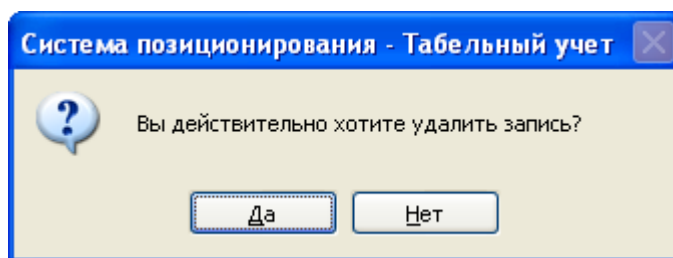 Система позиционирования - Табельный учет
Вы действительно хотите удалить запись?
Да
Нет